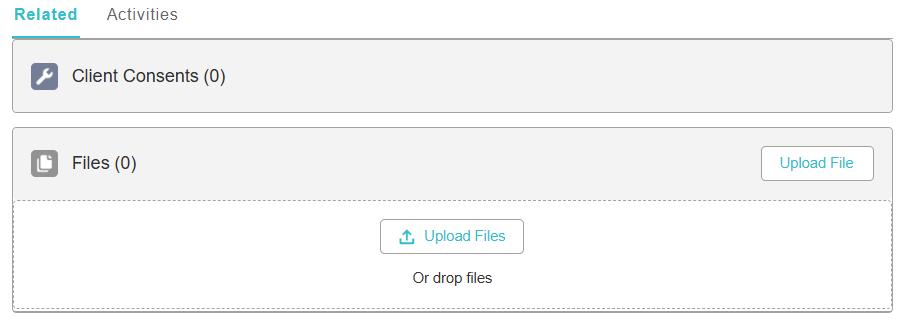 Related Activities
Client Consents (0)
Files (0) Upload File
Upload Files
Or drop files